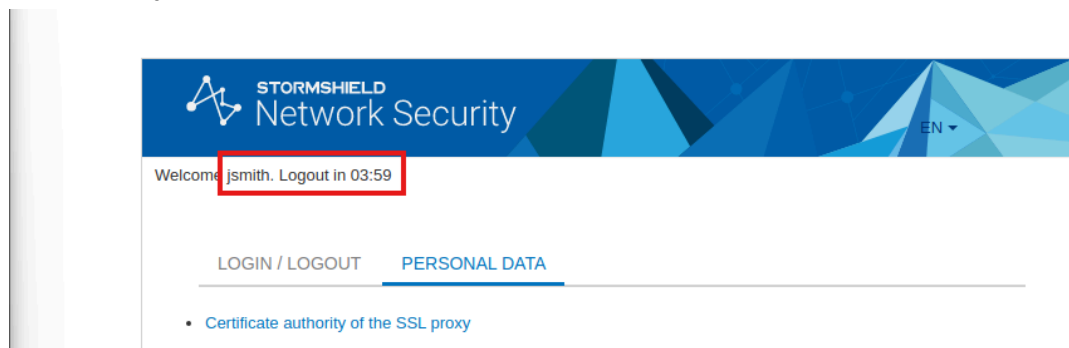 STORMSHIELD
Network Security
EN
Welcome jsmith. Logout in 03:59
LOGIN / LOGOUT PERSONAL DATA
Certificate authority of the SSL proxy